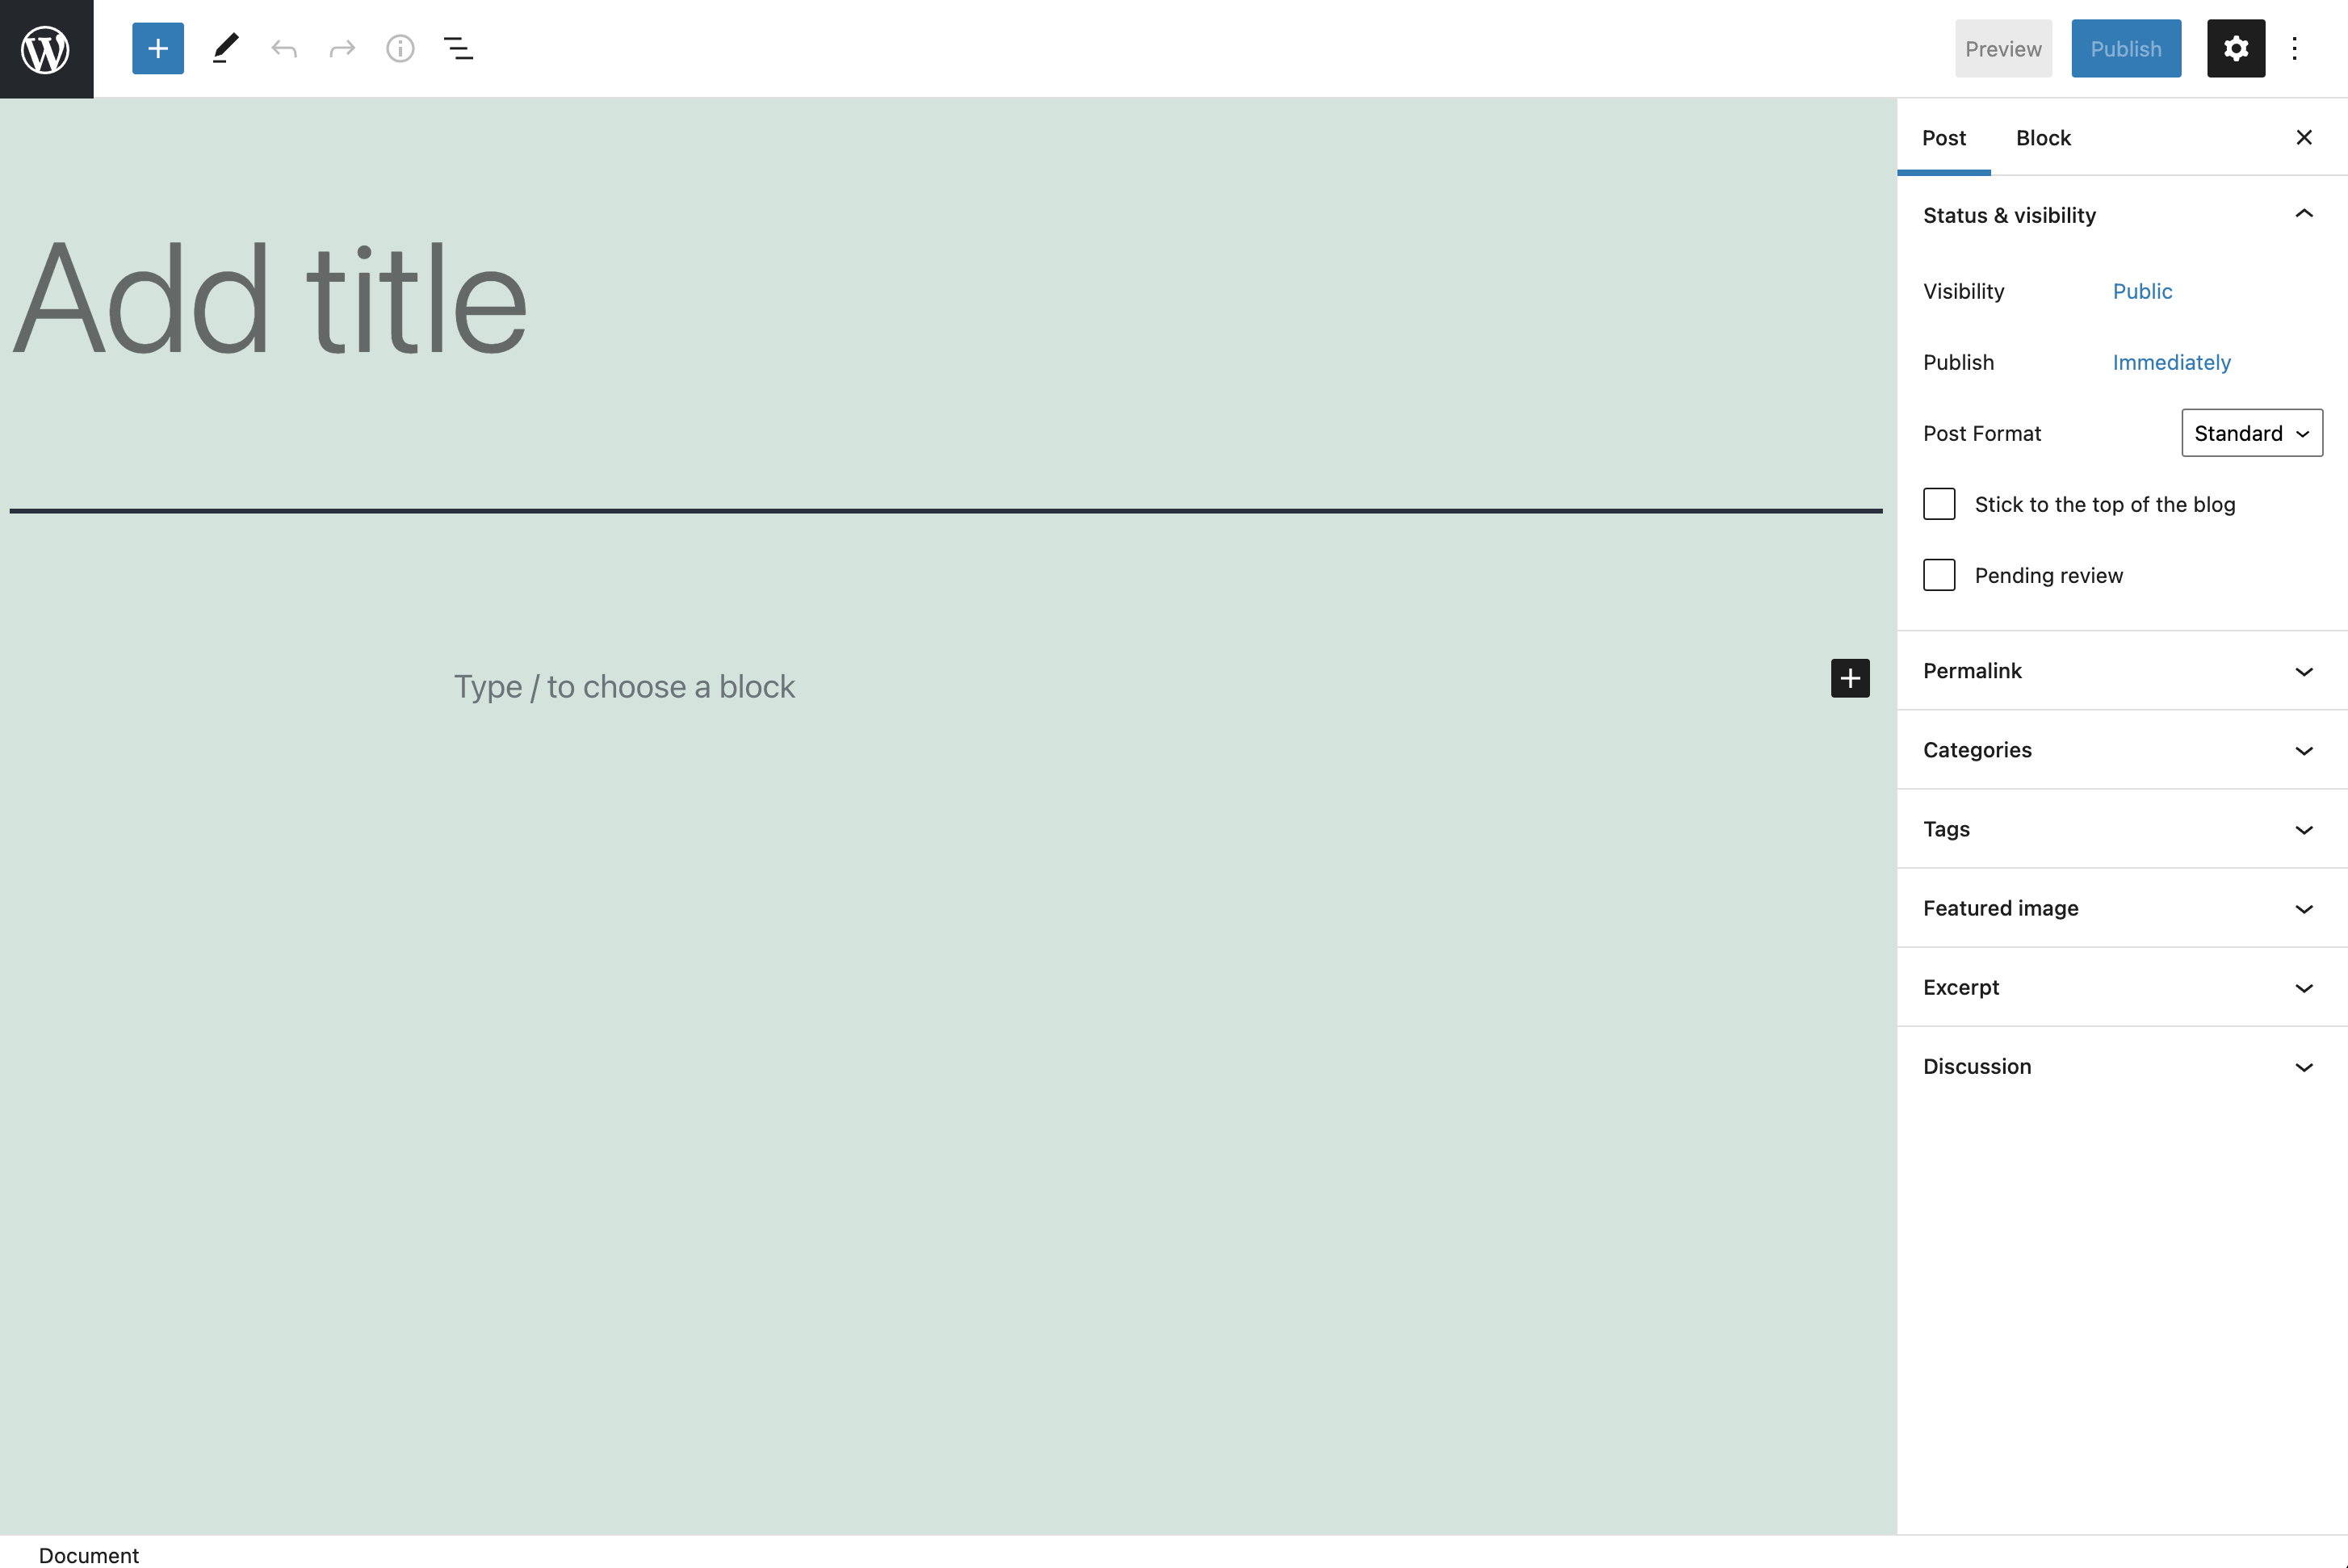 Preview
Publish
Post
Block
Add title
Status & visibility
Visibility
Public
Publish
Immediately
Post Format
Standard
Stick to the top of the blog
Pending review
Type / to choose a block
Permalink
Categories
Tags
Featured image
Excerpt
Discussion
Document